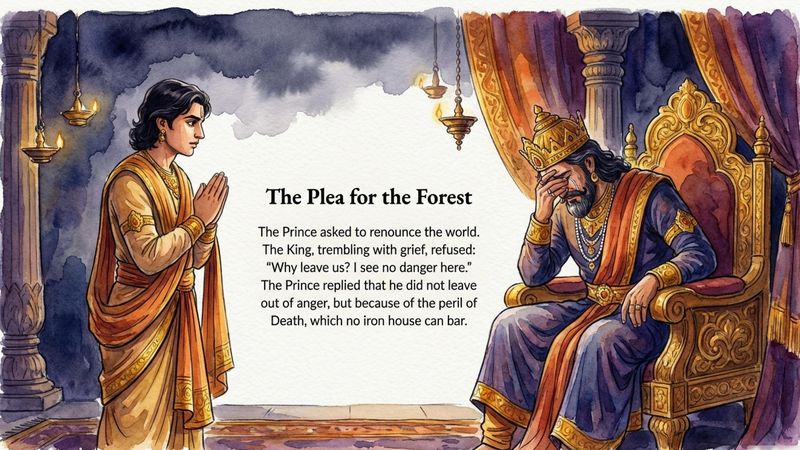 The Plea for the Forest
The Prince asked to renounce the world.
The King, trembling with grief, refused:
“Why leave us? I see no danger here.”
The Prince replied that he did not leave
out of anger, but because of the peril of
Death, which no iron house can bar.